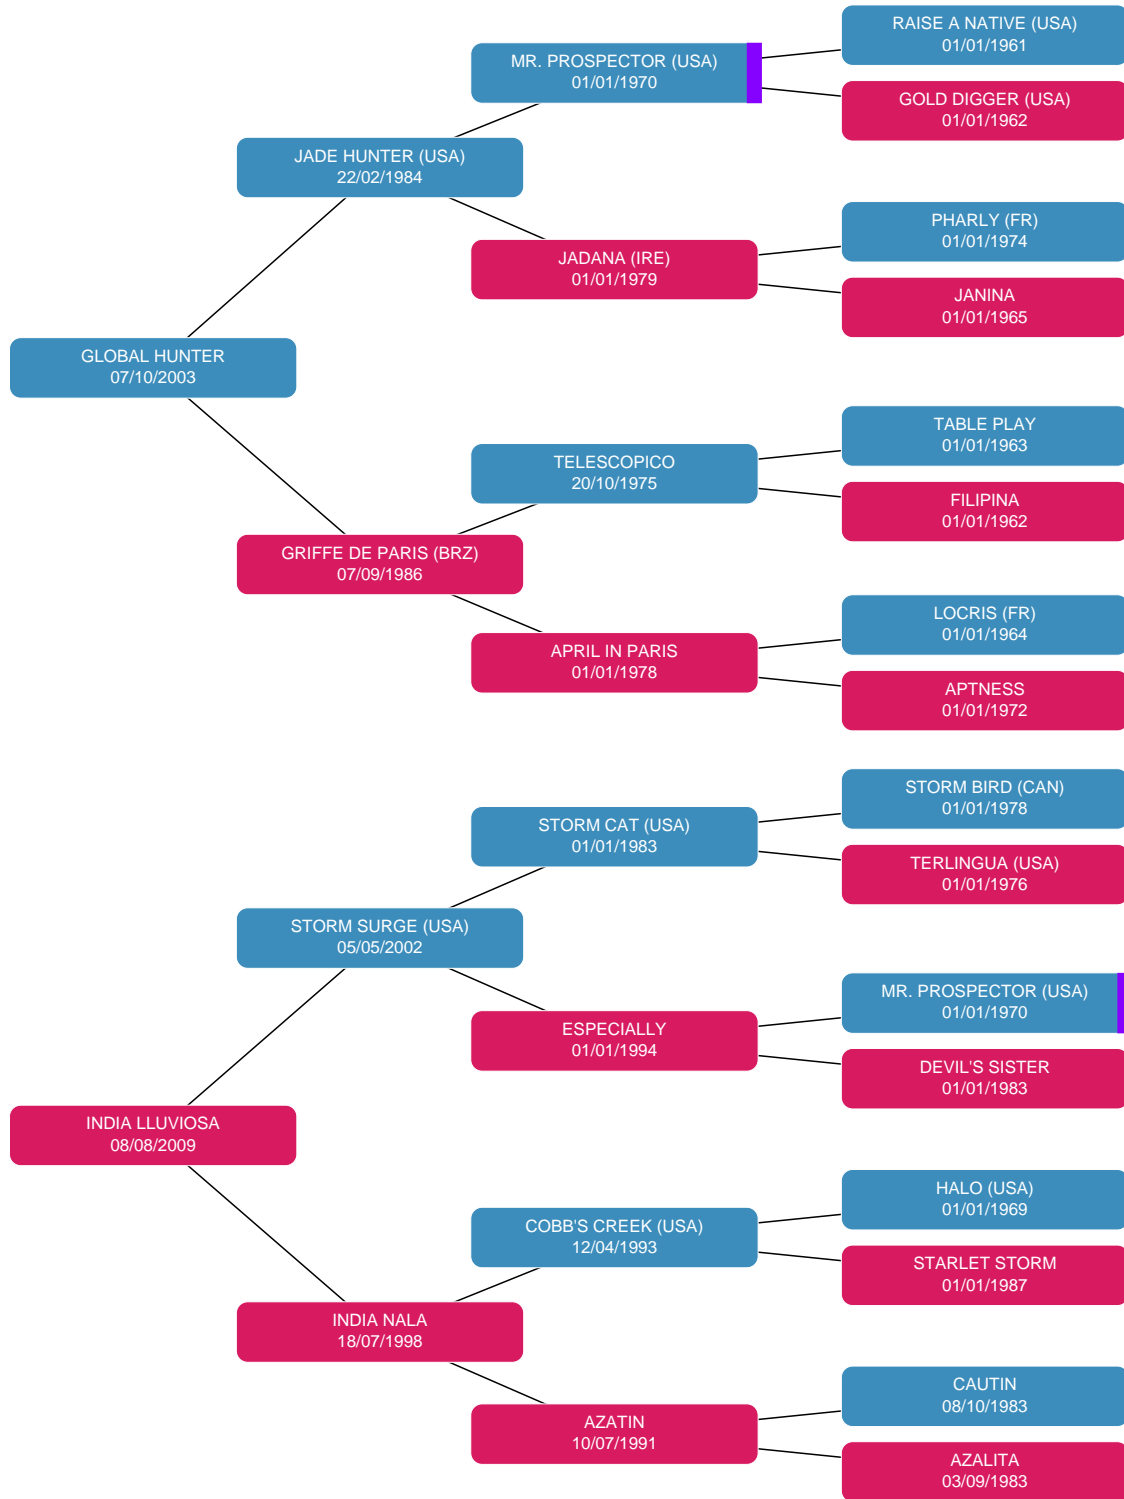 RAISE A NATIVE (USA)
01/01/1961
MR. PROSPECTOR (USA)
01/01/1970
GOLD DIGGER (USA)
01/01/1962
JADE HUNTER (USA)
22/02/1984
PHARLY (FR)
01/01/1974
JADANA (IRE)
01/01/1979
JANINA
01/01/1965
GLOBAL HUNTER
07/10/2003
TABLE PLAY
01/01/1963
TELESCOPICO
20/10/1975
FILIPINA
01/01/1962
GRIFFE DE PARIS (BRZ)
07/09/1986
LOCRIS (FR)
01/01/1964
APRIL IN PARIS
01/01/1978
APTNESS
01/01/1972
STORM BIRD (CAN)
01/01/1978
STORM CAT (USA)
01/01/1983
TERLINGUA (USA)
01/01/1976
STORM SURGE (USA)
05/05/2002
MR. PROSPECTOR (USA)
01/01/1970
ESPECIALLY
01/01/1994
DEVIL'S SISTER
01/01/1983
INDIA LLUVIOSA
08/08/2009
HALO (USA)
01/01/1969
COBB'S CREEK (USA)
12/04/1993
STARLET STORM
01/01/1987
INDIA NALA
18/07/1998
CAUTIN
08/10/1983
AZATIN
10/07/1991
AZALITA
03/09/1983